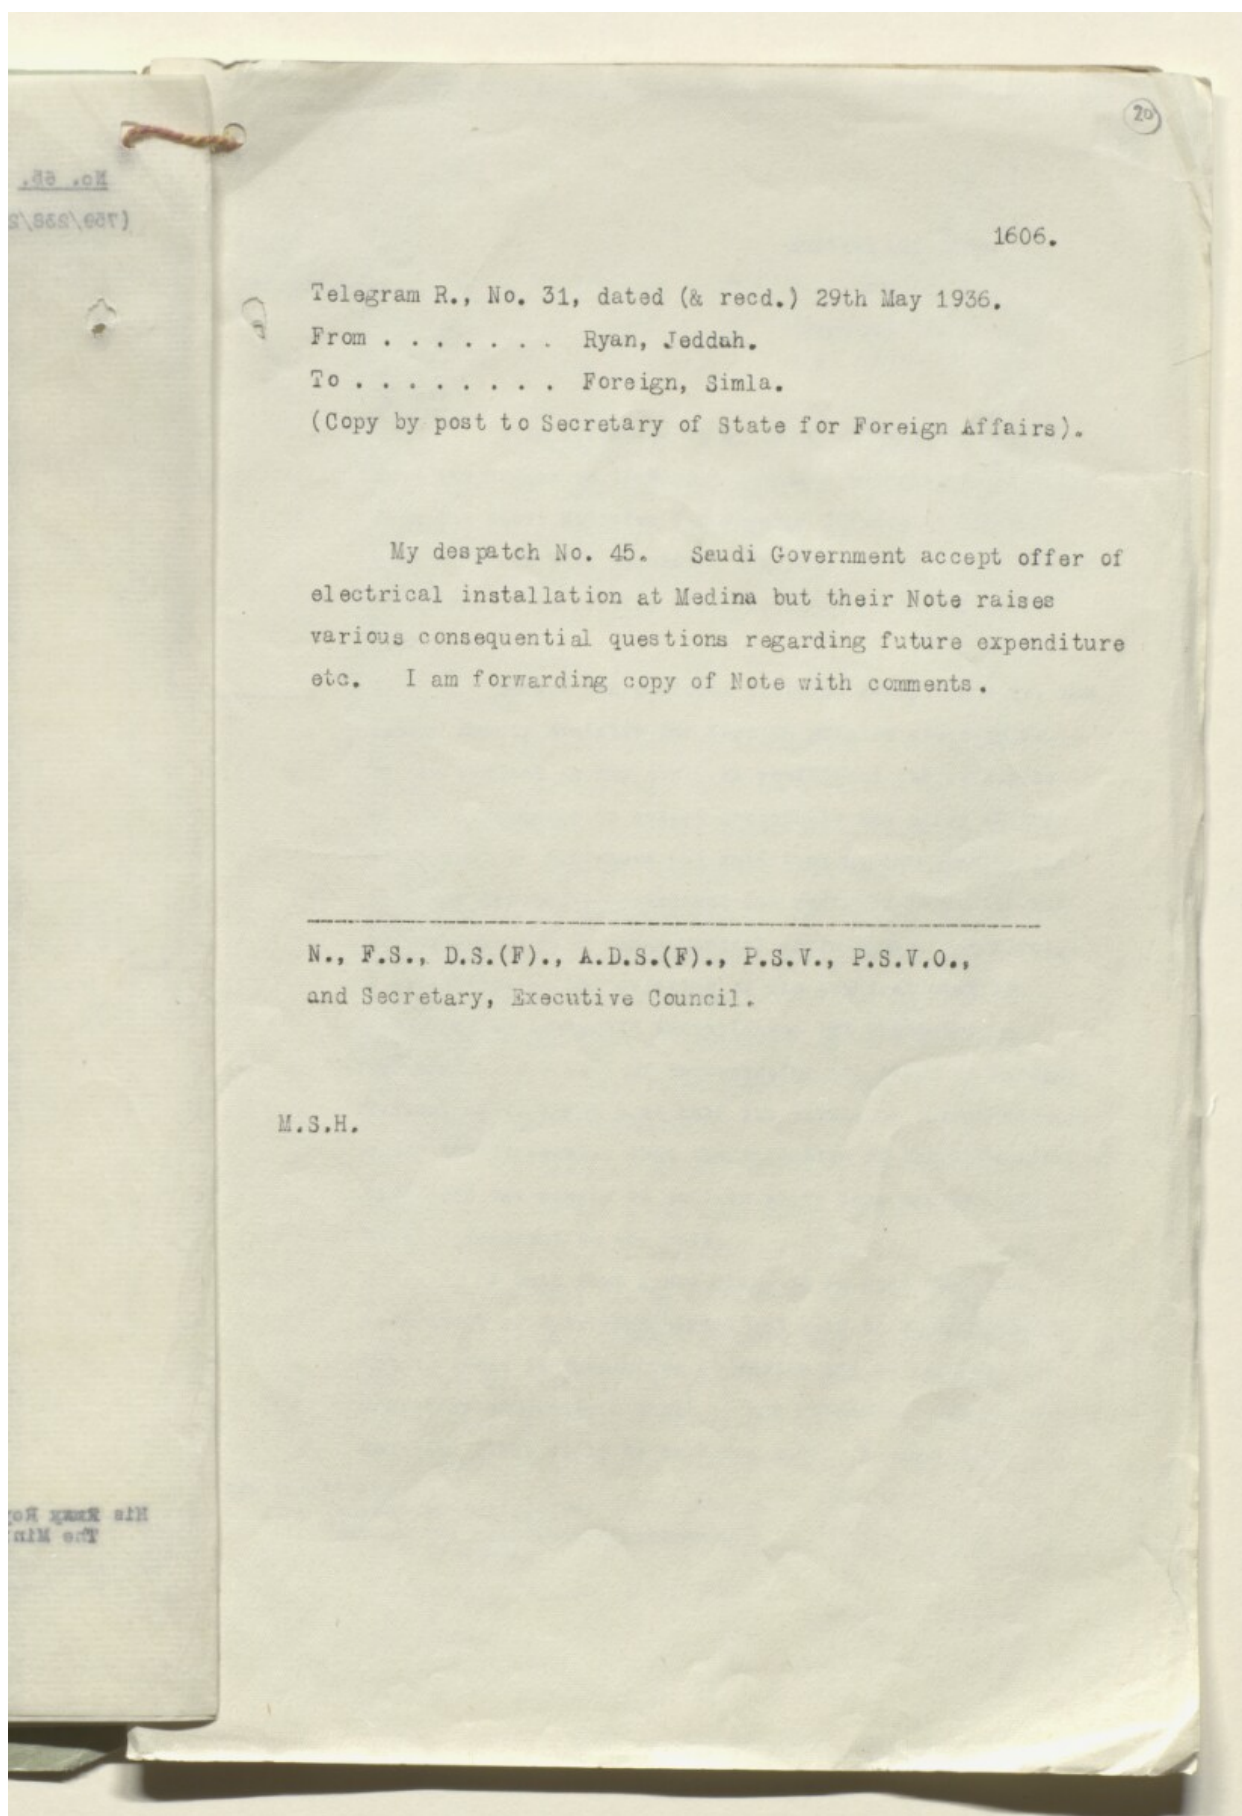 20
1606.
Telegram R., No. 31, dated (& recd.) 29th May 1936.
From . . . . . . . Ryan, Jeddah.
To . . . . . . . . Foreign, Simla.
(Copy by post to Secretary of State for Foreign Affairs).
My despatch No. 45. Saudi Government accept offer of
electrical installation at Medina but their Note raises
various consequential questions regarding future expenditure
etc. I am forwarding copy of Note with comments.
N., F.S., D.S.(F)., A.D.S.(F)., P.S.V., P.S.V.O.,
and Secretary, Executive Council.
M.S.H.
No. 65.